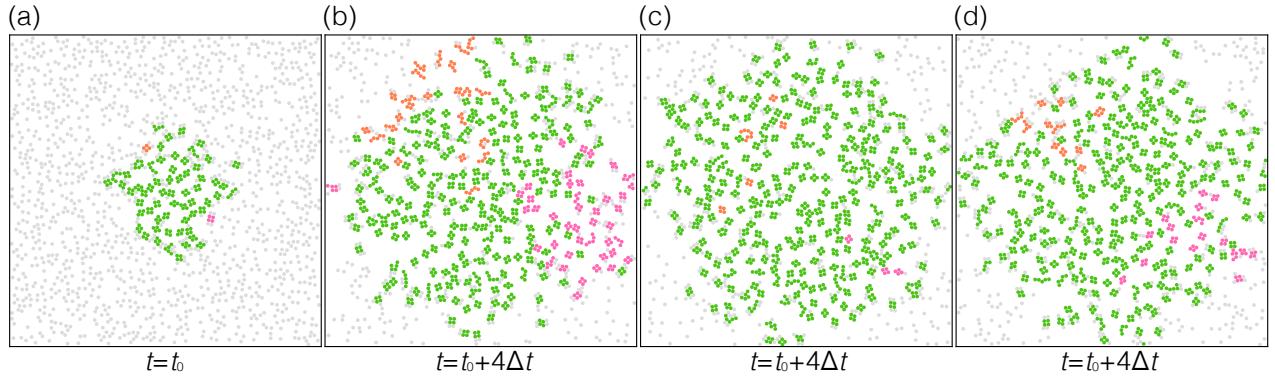 (a) (b) (c) (d)
t=t₀ t=t₀+4Δt t=t₀+4Δt t=t₀+4Δt